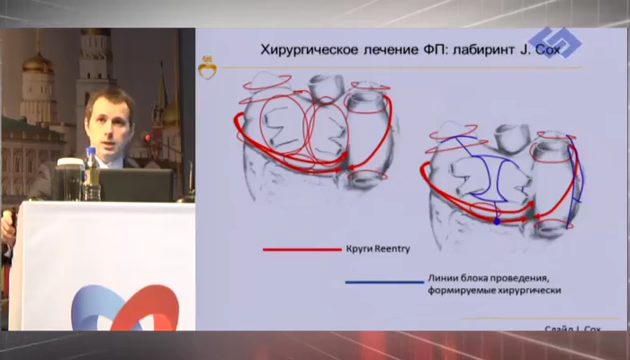 Хирургическое лечение ФП: лабиринт J. Cox
Круги Reentry
Линии блока проведения,
формируемые хирургически
Слайд J. Cox